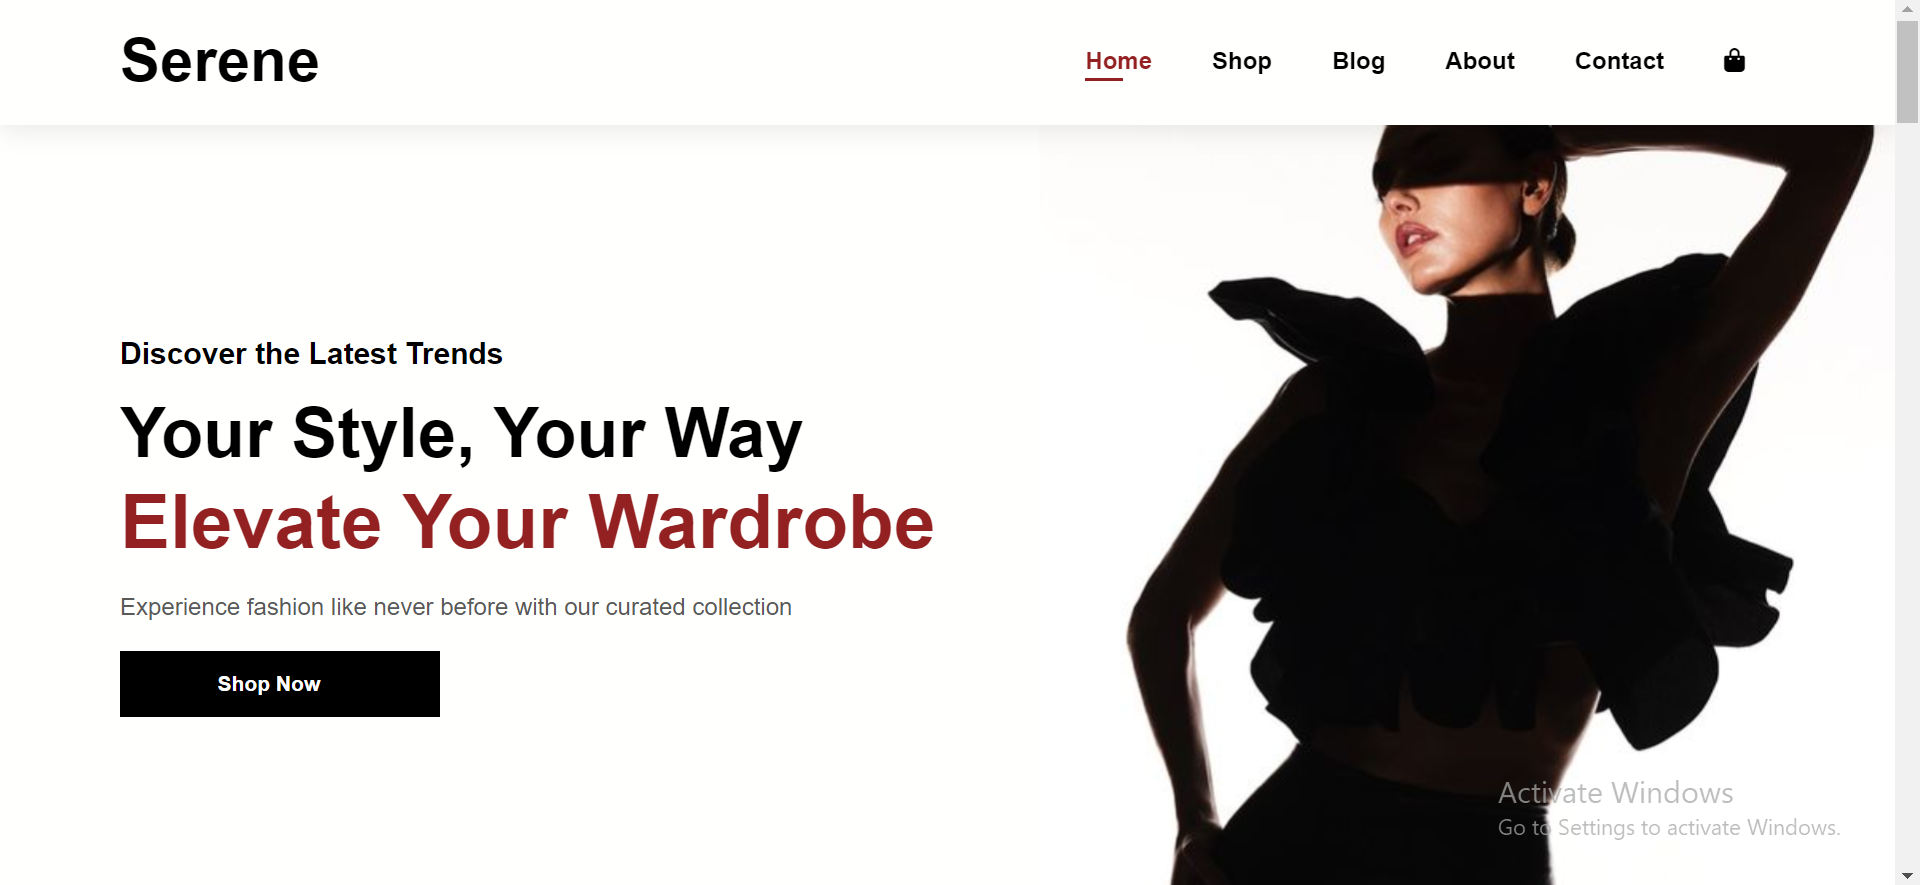 Serene
Home Shop Blog About Contact
Discover the Latest Trends
Your Style, Your Way
Elevate Your Wardrobe
Experience fashion like never before with our curated collection
Shop Now
Activate Windows
Go to Settings to activate Windows.